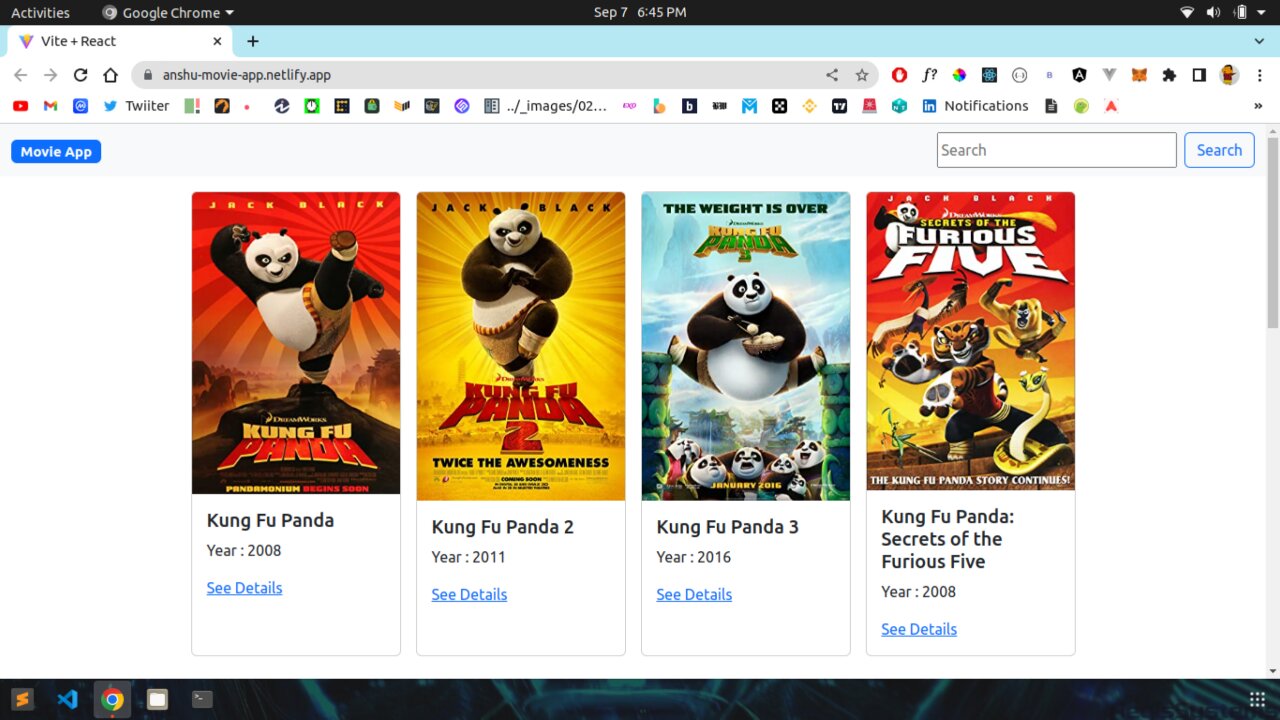 Activities Google Chrome Sep 7 6:45 PM
Vite + React
anshu-movie-app.netlify.app
f?
Twiiter ../_images/02... exp b Notifications
Movie App Search Search
JACK BLACK
DREAMWORKS
KUNG FU
PANDA
PANDAMONIUM BEGINS SOON
Kung Fu Panda
Year : 2008
See Details
JACK BLACK
DREAMWORKS
KUNG FU
PANDA
2
TWICE THE AWESOMENESS
COMING SOON
Kung Fu Panda 2
Year : 2011
See Details
THE WEIGHT IS OVER
DREAMWORKS
KUNG FU
PANDA
3
JANUARY 2016
Kung Fu Panda 3
Year : 2016
See Details
JACK BLACK
DREAMWORKS
SECRETS OF THE
FURIOUS
FIVE
THE KUNG FU PANDA STORY CONTINUES!
Kung Fu Panda:
Secrets of the
Furious Five
Year : 2008
See Details